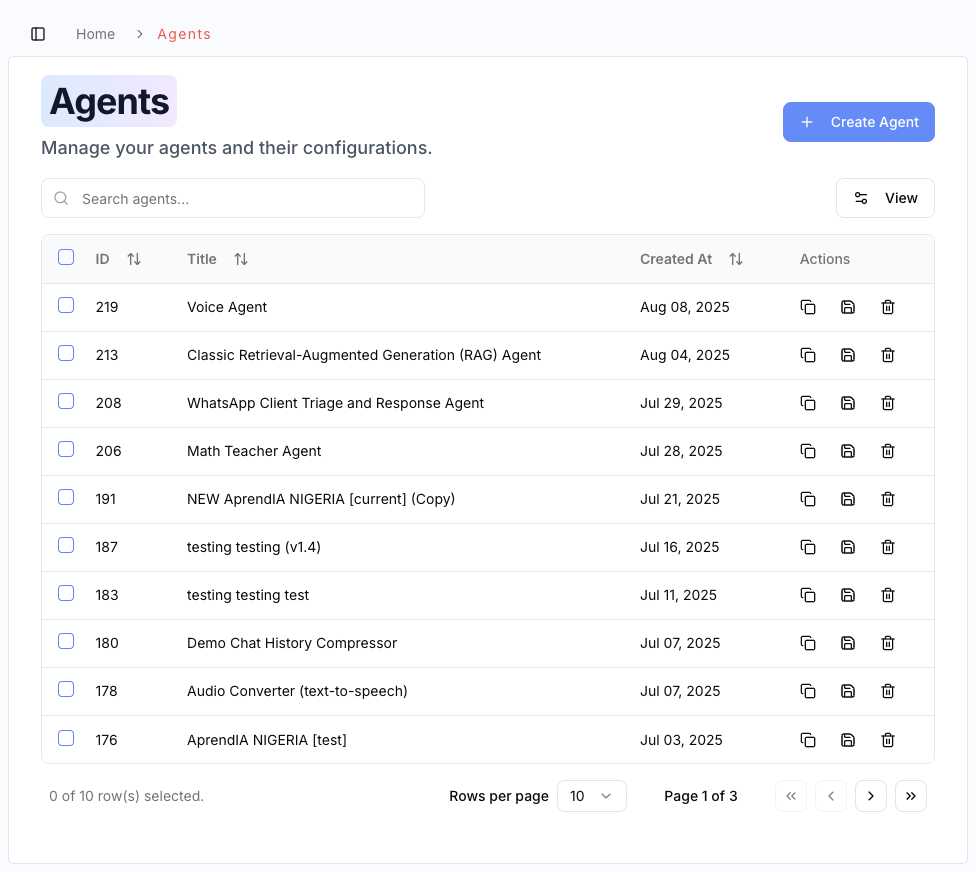 Home > Agents
Agents
Manage your agents and their configurations.
+ Create Agent
Search agents...
View
ID Title Created At Actions
219 Voice Agent Aug 08, 2025
213 Classic Retrieval-Augmented Generation (RAG) Agent Aug 04, 2025
208 WhatsApp Client Triage and Response Agent Jul 29, 2025
206 Math Teacher Agent Jul 28, 2025
191 NEW AprendIA NIGERIA [current] (Copy) Jul 21, 2025
187 testing testing (v1.4) Jul 16, 2025
183 testing testing test Jul 11, 2025
180 Demo Chat History Compressor Jul 07, 2025
178 Audio Converter (text-to-speech) Jul 07, 2025
176 AprendIA NIGERIA [test] Jul 03, 2025
0 of 10 row(s) selected. Rows per page 10 Page 1 of 3